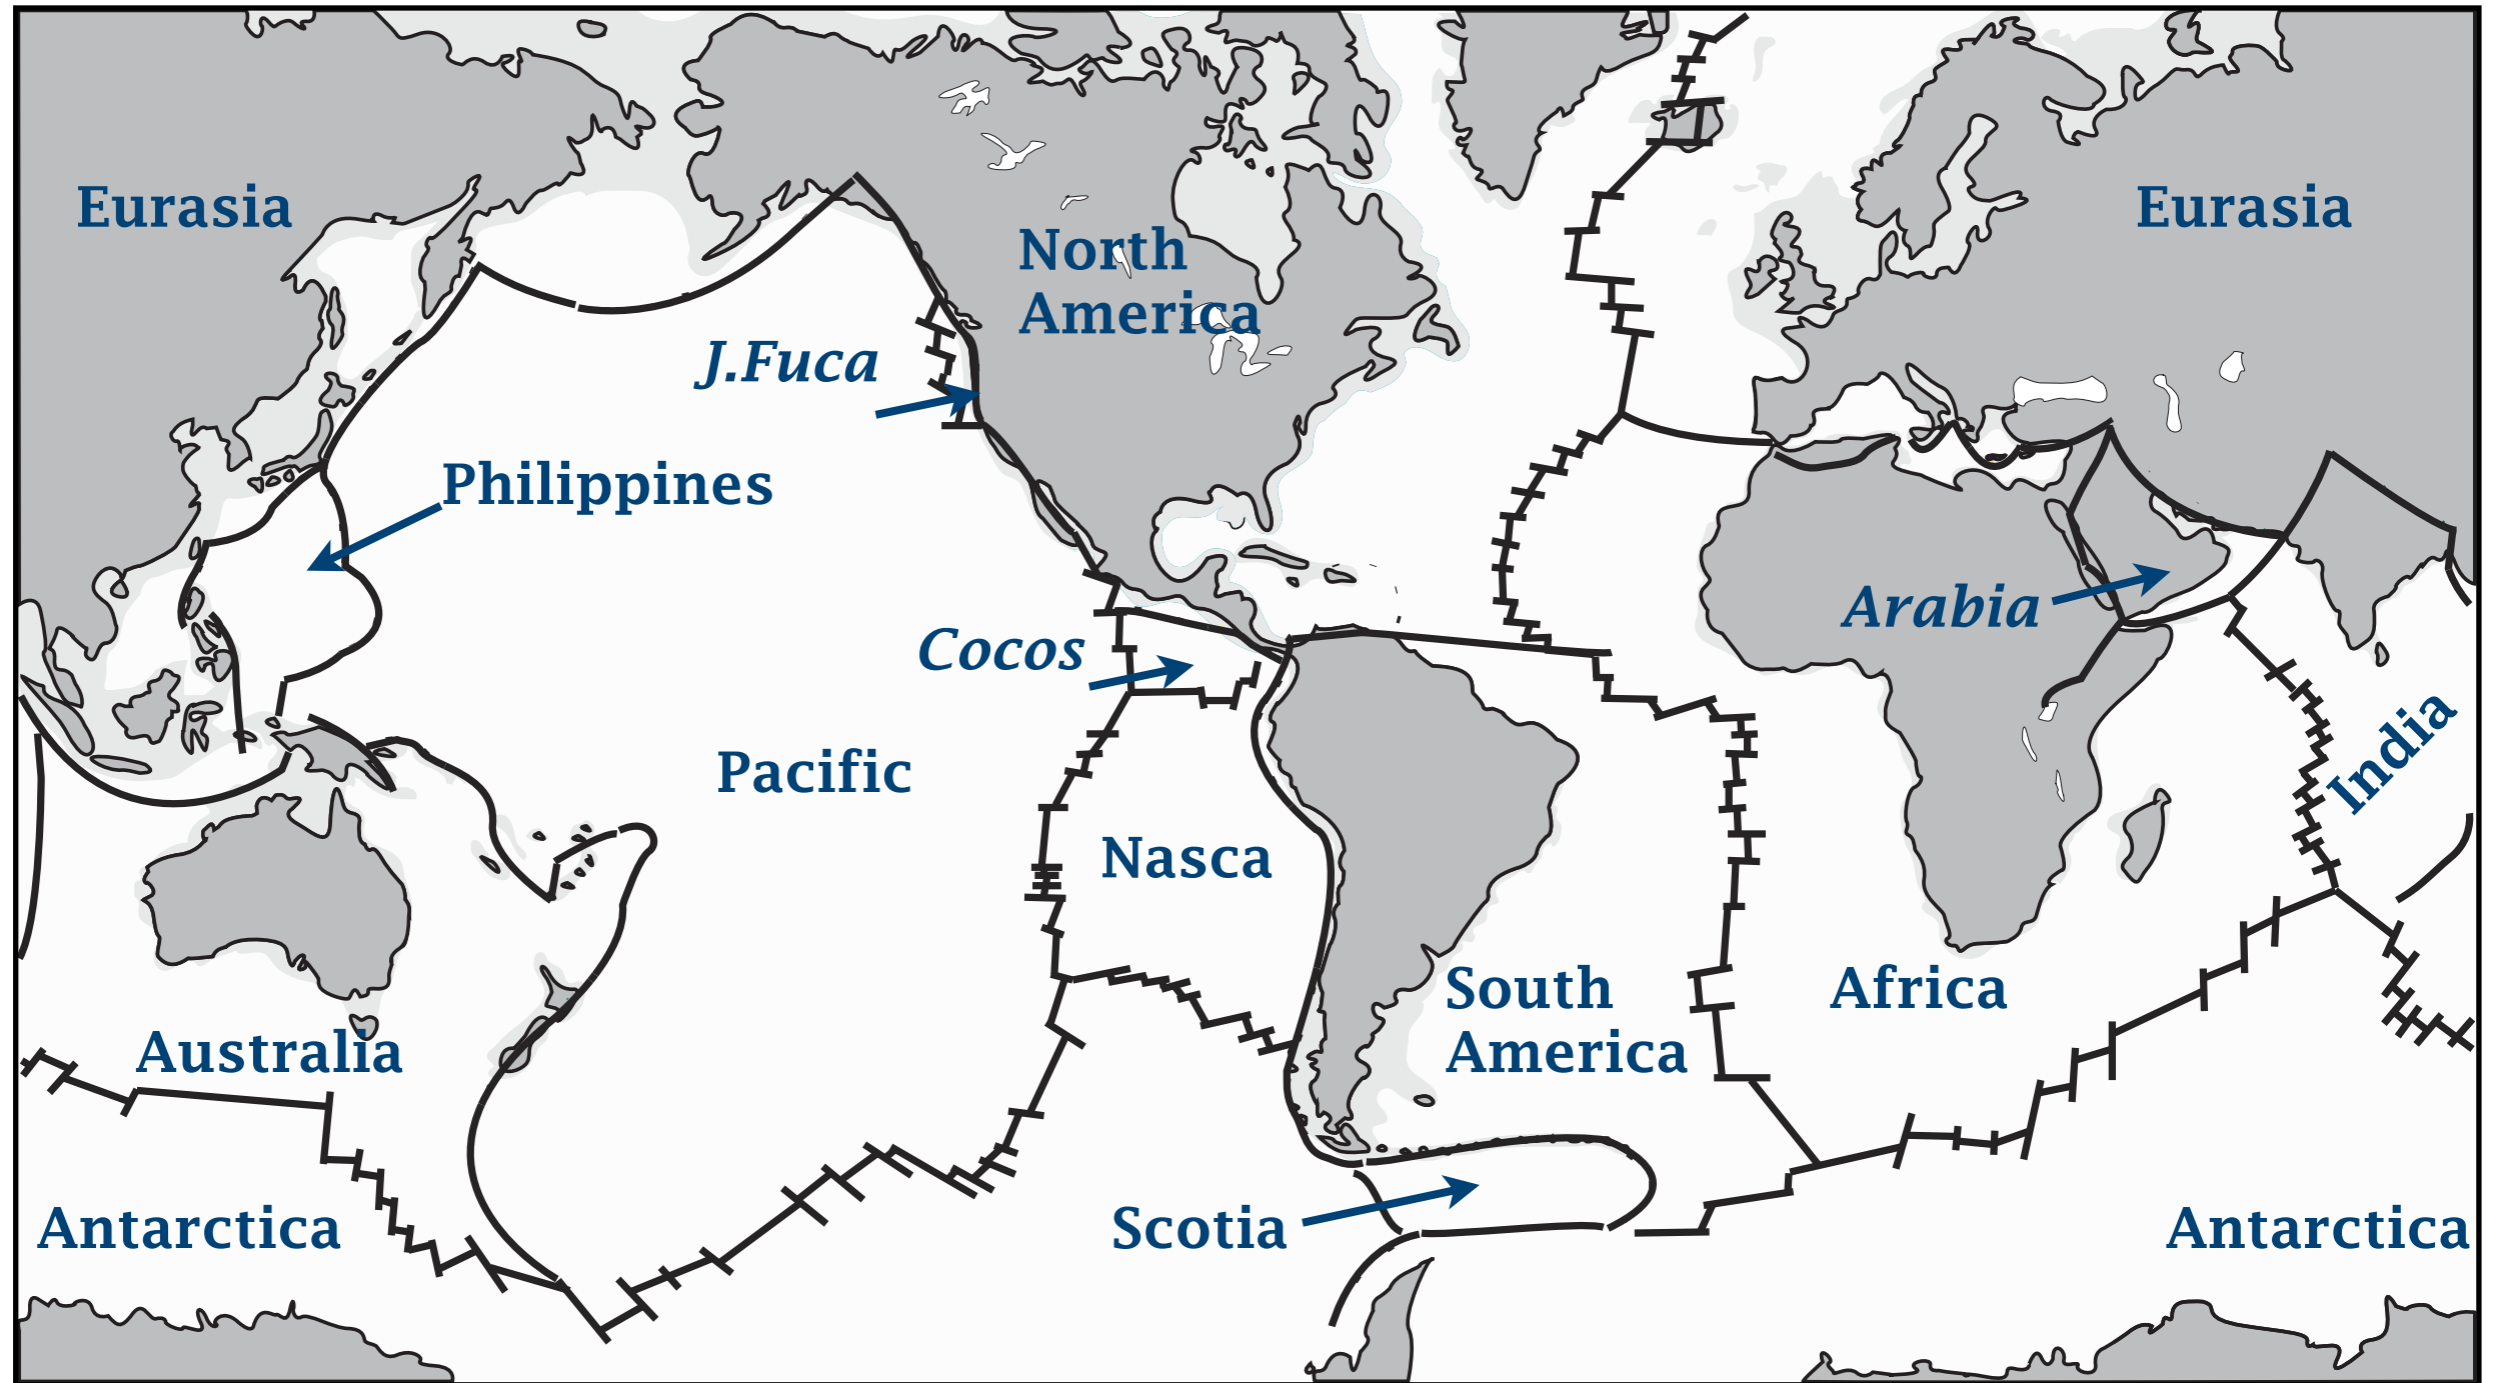 Eurasia
Eurasia
North
America
J.Fuca
Philippines
Arabia
Cocos
India
Pacific
Nasca
South
America
Africa
Australia
Antarctica
Scotia
Antarctica